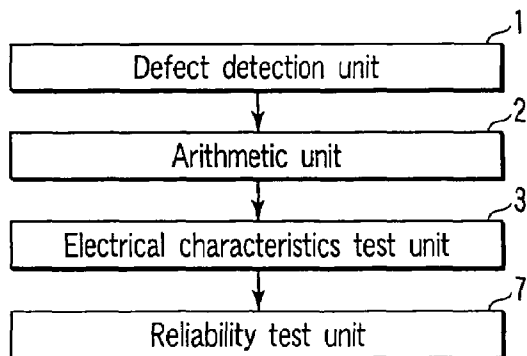 1
Defect detection unit
2
Arithmetic unit
3
Electrical characteristics test unit
7
Reliability test unit